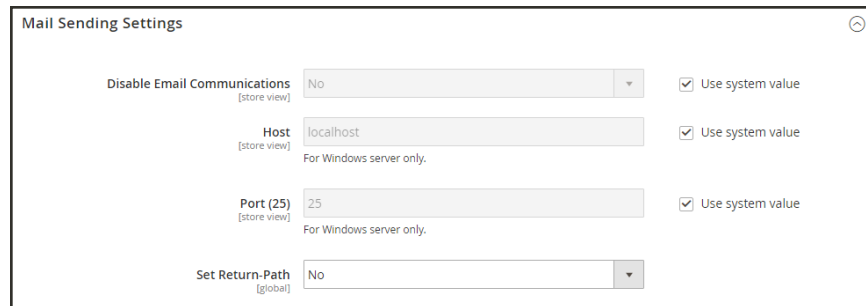 Mail Sending Settings
Disable Email Communications
[store view]
No
Use system value
Host
[store view]
localhost
Use system value
For Windows server only.
Port (25)
[store view]
25
Use system value
For Windows server only.
Set Return-Path
[global]
No